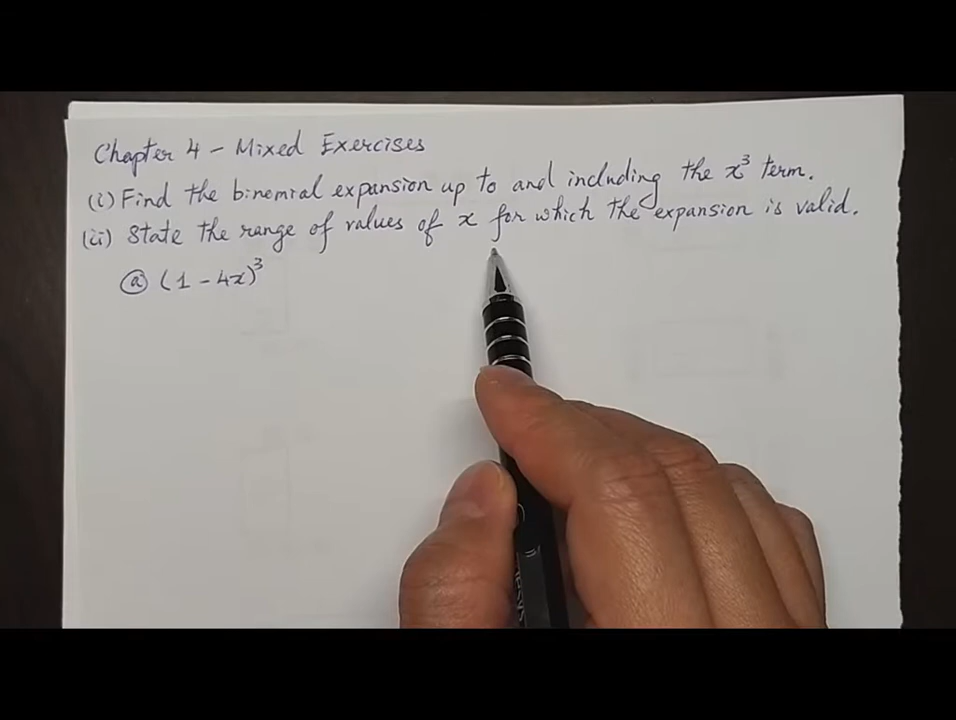 Chapter 4 - Mixed Exercises
(i) Find the binomial expansion up to and including the x³ term.
(ii) State the range of values of x for which the expansion is valid.
ⓐ (1 - 4x)³